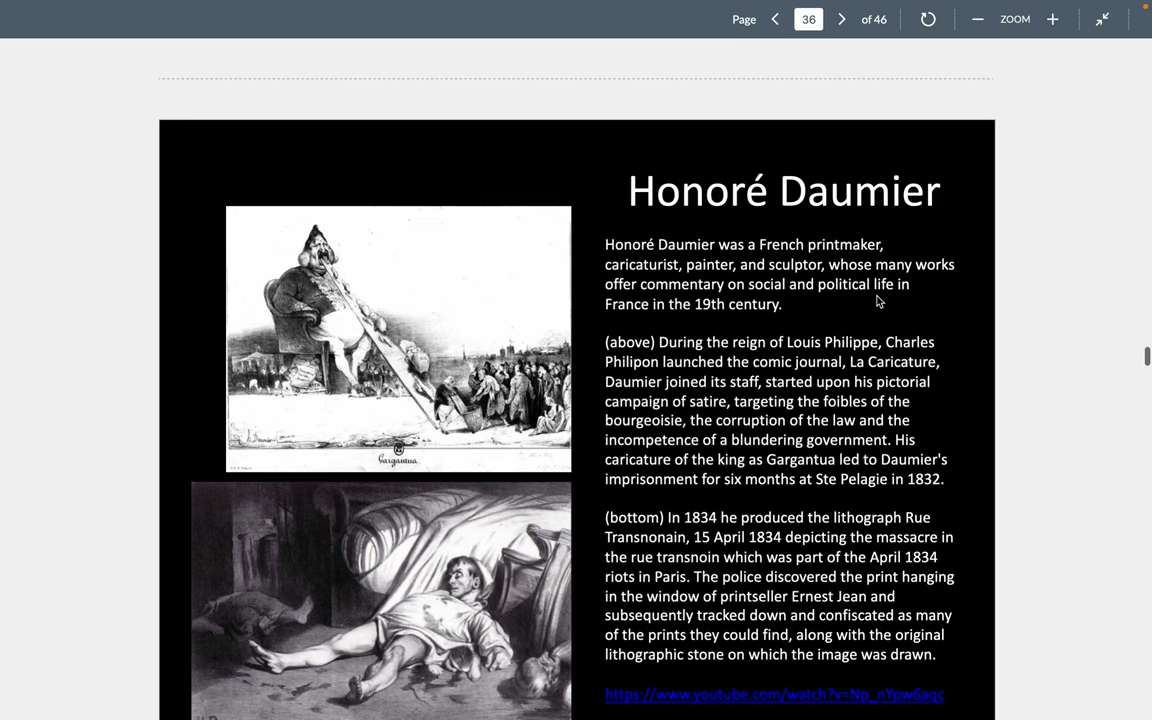 Page
36
of 46
ZOOM
Honoré Daumier
Honoré Daumier was a French printmaker,
caricaturist, painter, and sculptor, whose many works
offer commentary on social and political life in
France in the 19th century.
(above) During the reign of Louis Philippe, Charles
Philipon launched the comic journal, La Caricature,
Daumier joined its staff, started upon his pictorial
campaign of satire, targeting the foibles of the
bourgeoisie, the corruption of the law and the
incompetence of a blundering government. His
caricature of the king as Gargantua led to Daumier's
imprisonment for six months at Ste Pelagie in 1832.
(bottom) In 1834 he produced the lithograph Rue
Transnonain, 15 April 1834 depicting the massacre in
the rue transnoin which was part of the April 1834
riots in Paris. The police discovered the print hanging
in the window of printseller Ernest Jean and
subsequently tracked down and confiscated as many
of the prints they could find, along with the original
lithographic stone on which the image was drawn.
https://www.youtube.com/watch?v=Np_nYpw6aqc
Gargantua